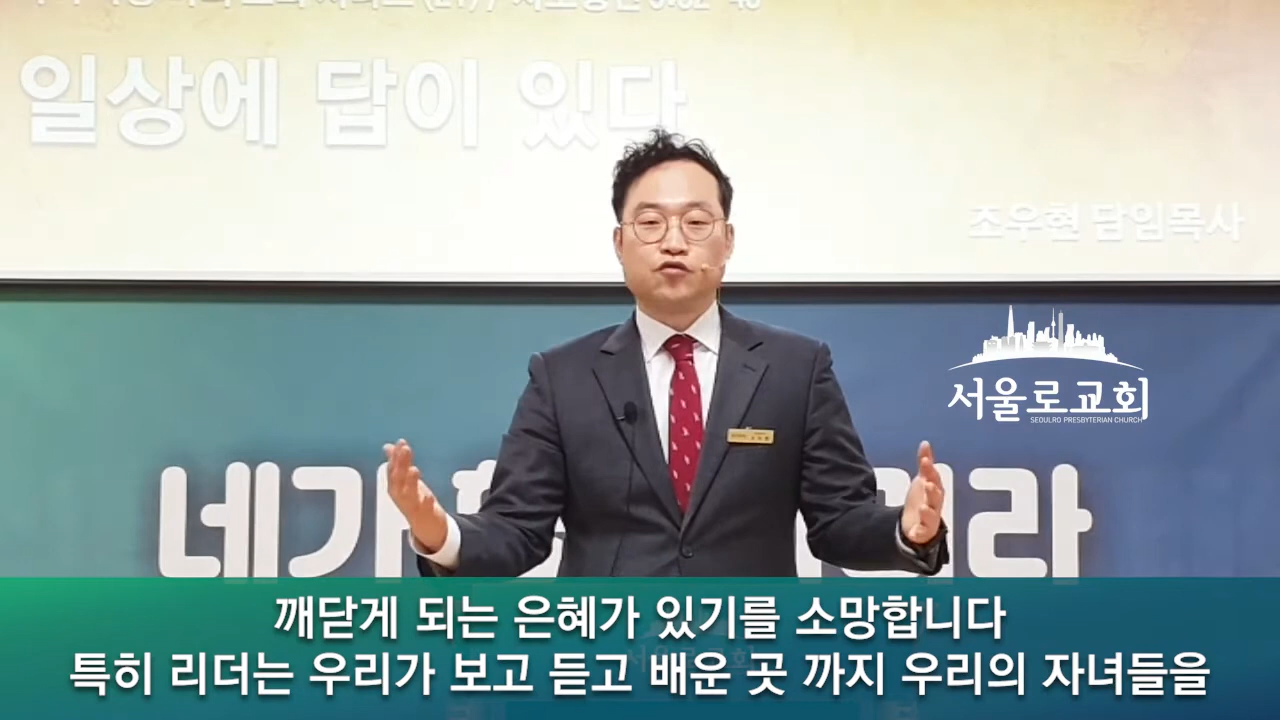 일상에 답이 있다
조우현 담임목사
서울로교회
SEOULRO PRESBYTERIAN CHURCH
네가
라
깨닫게 되는 은혜가 있기를 소망합니다
특히 리더는 우리가 보고 듣고 배운 곳 까지 우리의 자녀들을